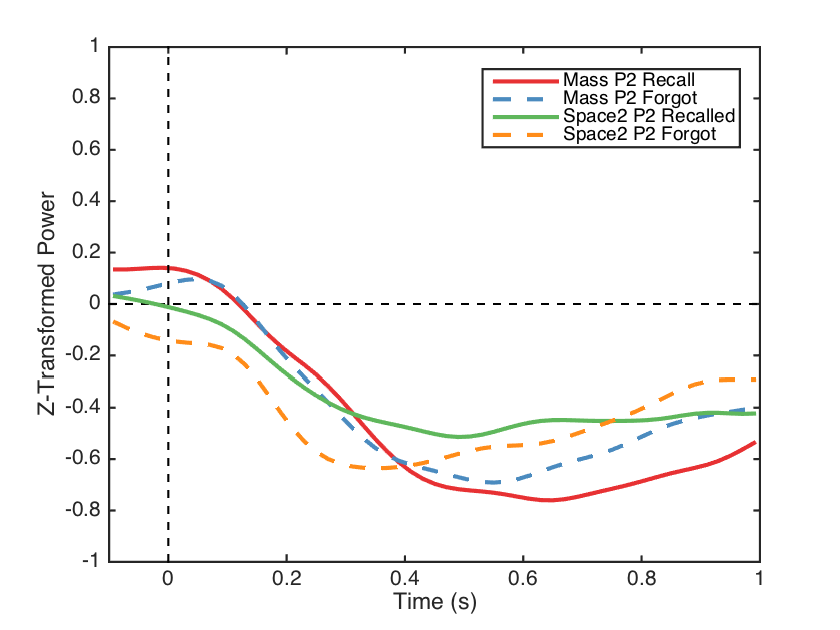 1
0.8
0.6
0.4
0.2
0
-0.2
-0.4
-0.6
-0.8
-1
Z-Transformed Power
Mass P2 Recall
Mass P2 Forgot
Space2 P2 Recalled
Space2 P2 Forgot
0 0.2 0.4 0.6 0.8 1
Time (s)